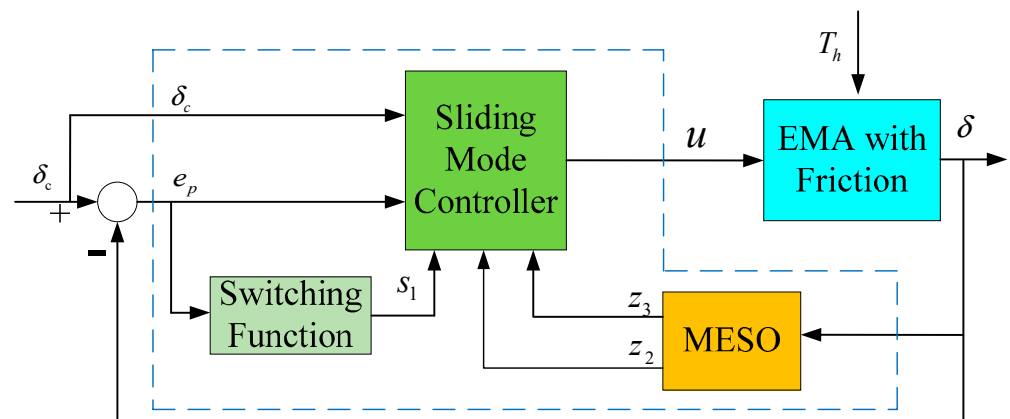 T_h
δ_c
Sliding
Mode
Controller
u
EMA with
Friction
δ
δ_c
+
e_p
-
Switching
Function
s_1
z_3
z_2
MESO